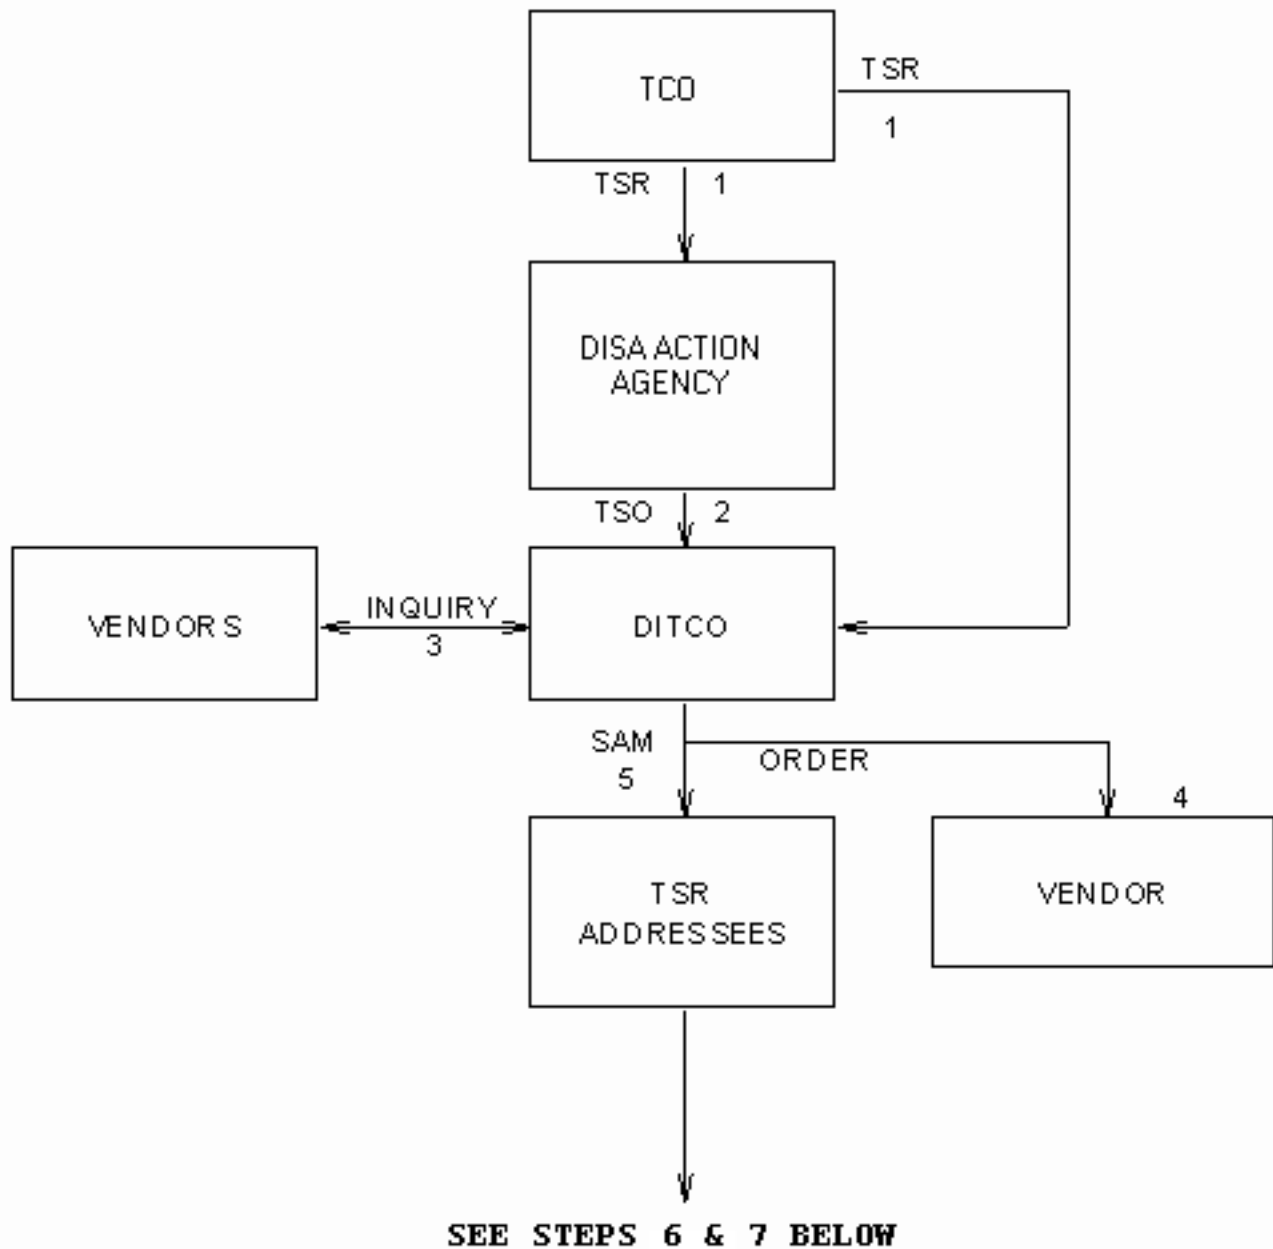 TCO
TSR
1
TSR 1
DISA ACTION
AGENCY
TSO 2
VENDORS
INQUIRY
3
DITCO
SAM
5
ORDER
4
TSR
ADDRESSEES
VENDOR
SEE STEPS 6 & 7 BELOW